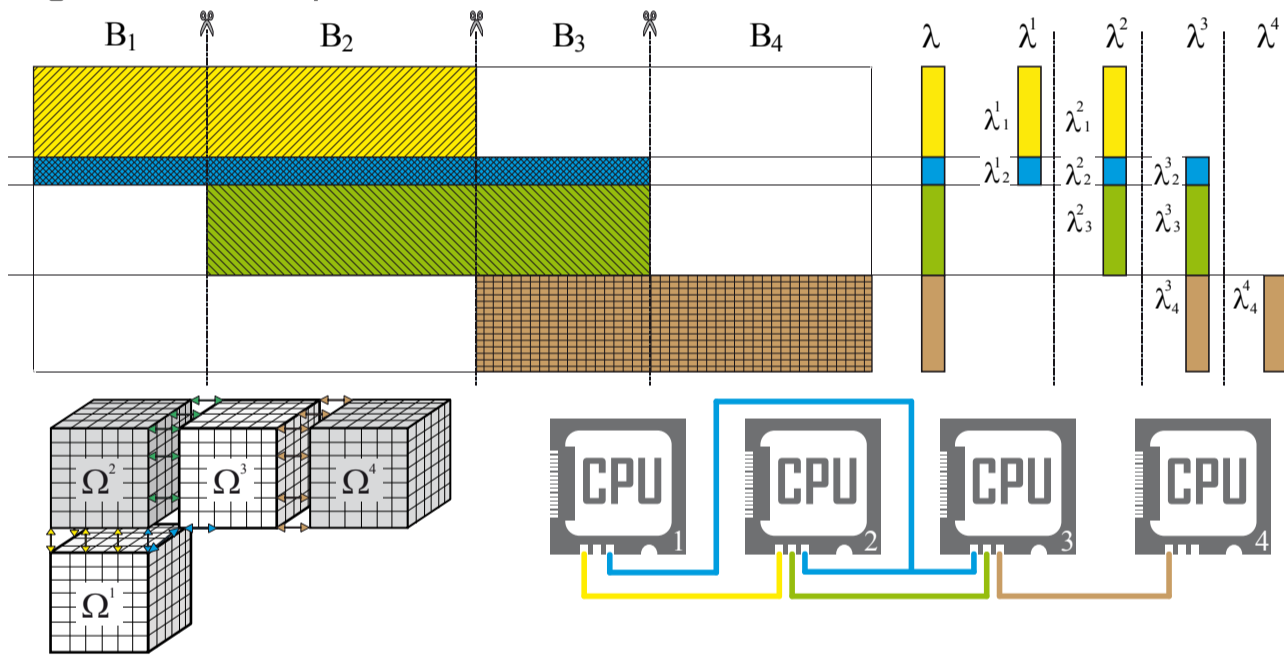 B₁ B₂ B₃ B₄ λ λ¹ λ² λ³ λ⁴
λ¹₁ λ²₁
λ¹₂ λ²₂ λ³₂
λ²₃ λ³₃
λ³₄ λ⁴₄
Ω² Ω³ Ω⁴
Ω¹
CPU CPU CPU CPU
1 2 3 4